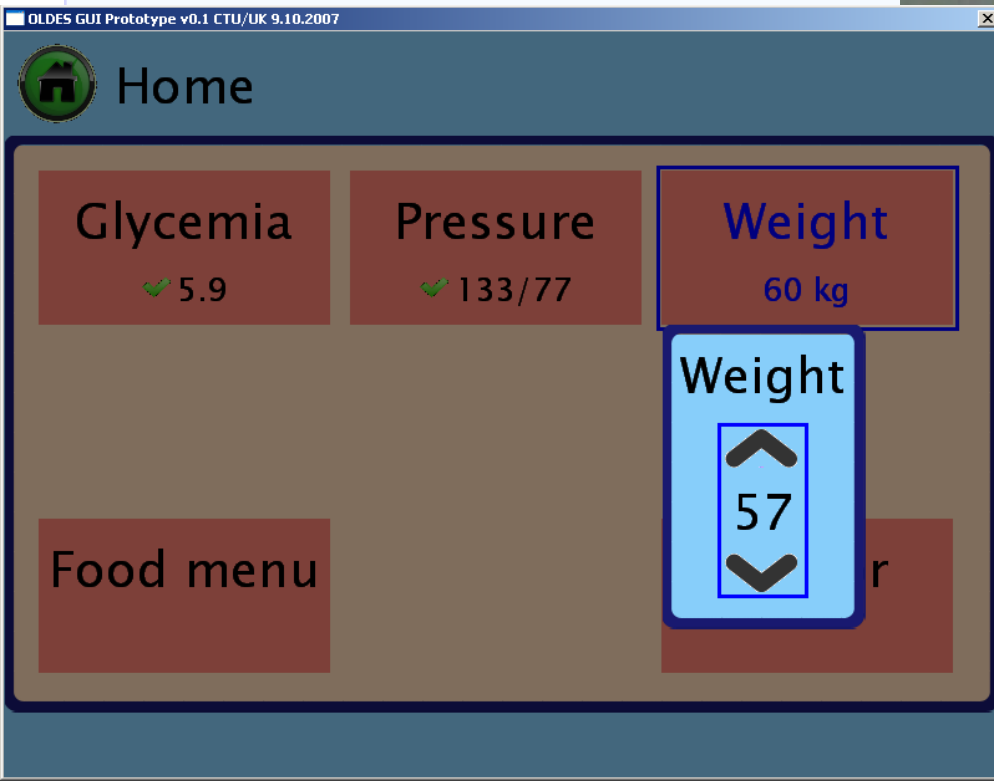 OLDES GUI Prototype v0.1 CTU/UK 9.10.2007
Home
Glycemia
5.9
Pressure
133/77
Weight
60 kg
Weight
57
Food menu